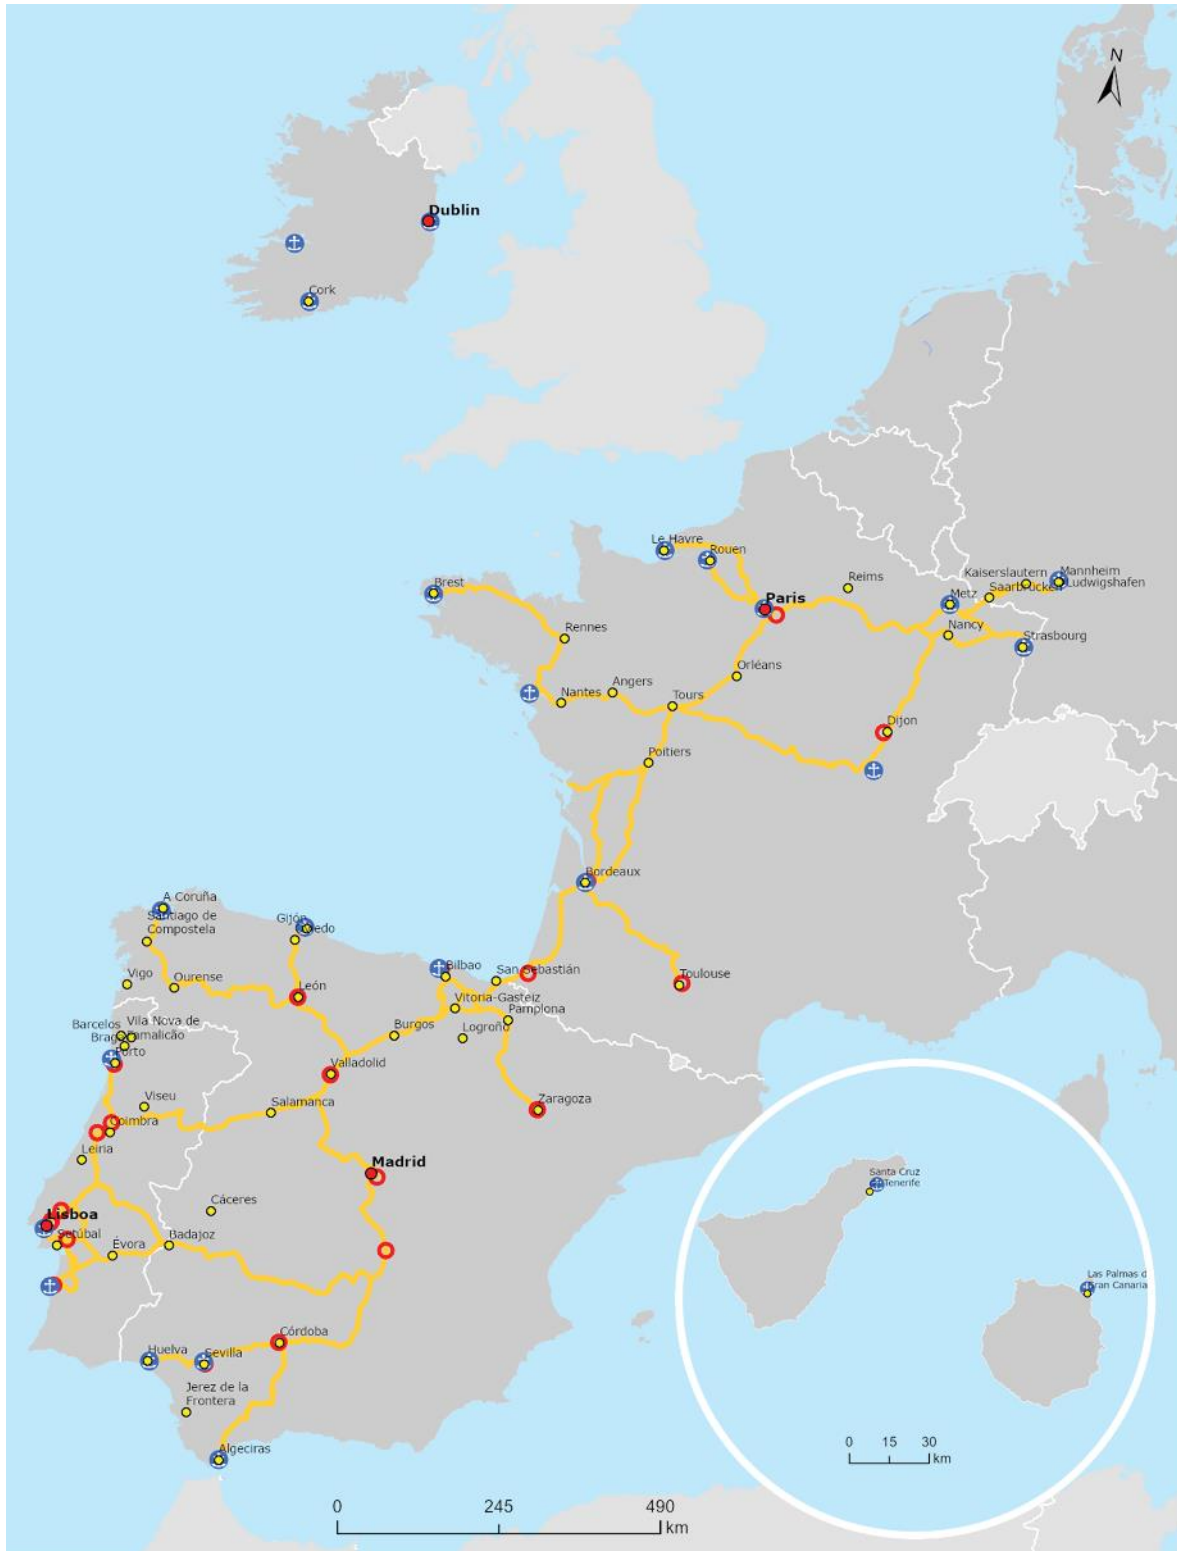 N
Dublin
Cork
Le Havre
Rouen
Brest
Reims
Kaiserslautern
Mannheim
Ludwigshafen
Saarbrücken
Metz
Paris
Rennes
Nancy
Strasbourg
Orléans
Angers
Nantes
Tours
Dijon
Poitiers
Bordeaux
A Coruña
Santiago de
Compostela
Gijón
Bilbao
San Sebastián
Toulouse
Vigo
Ourense
León
Vitoria-Gasteiz
Pamplona
Burgos
Logroño
Barcelos
Vila Nova de
Famalicão
Porto
Valladolid
Viseu
Salamanca
Zaragoza
Coimbra
Leiria
Madrid
Cáceres
Lisboa
Setúbal
Évora
Badajoz
Santa Cruz
Tenerife
Las Palmas d
Gran Canaria
Córdoba
Huelva
Sevilla
Jerez de la
Frontera
Algeciras
0 15 30
km
0 245 490
km